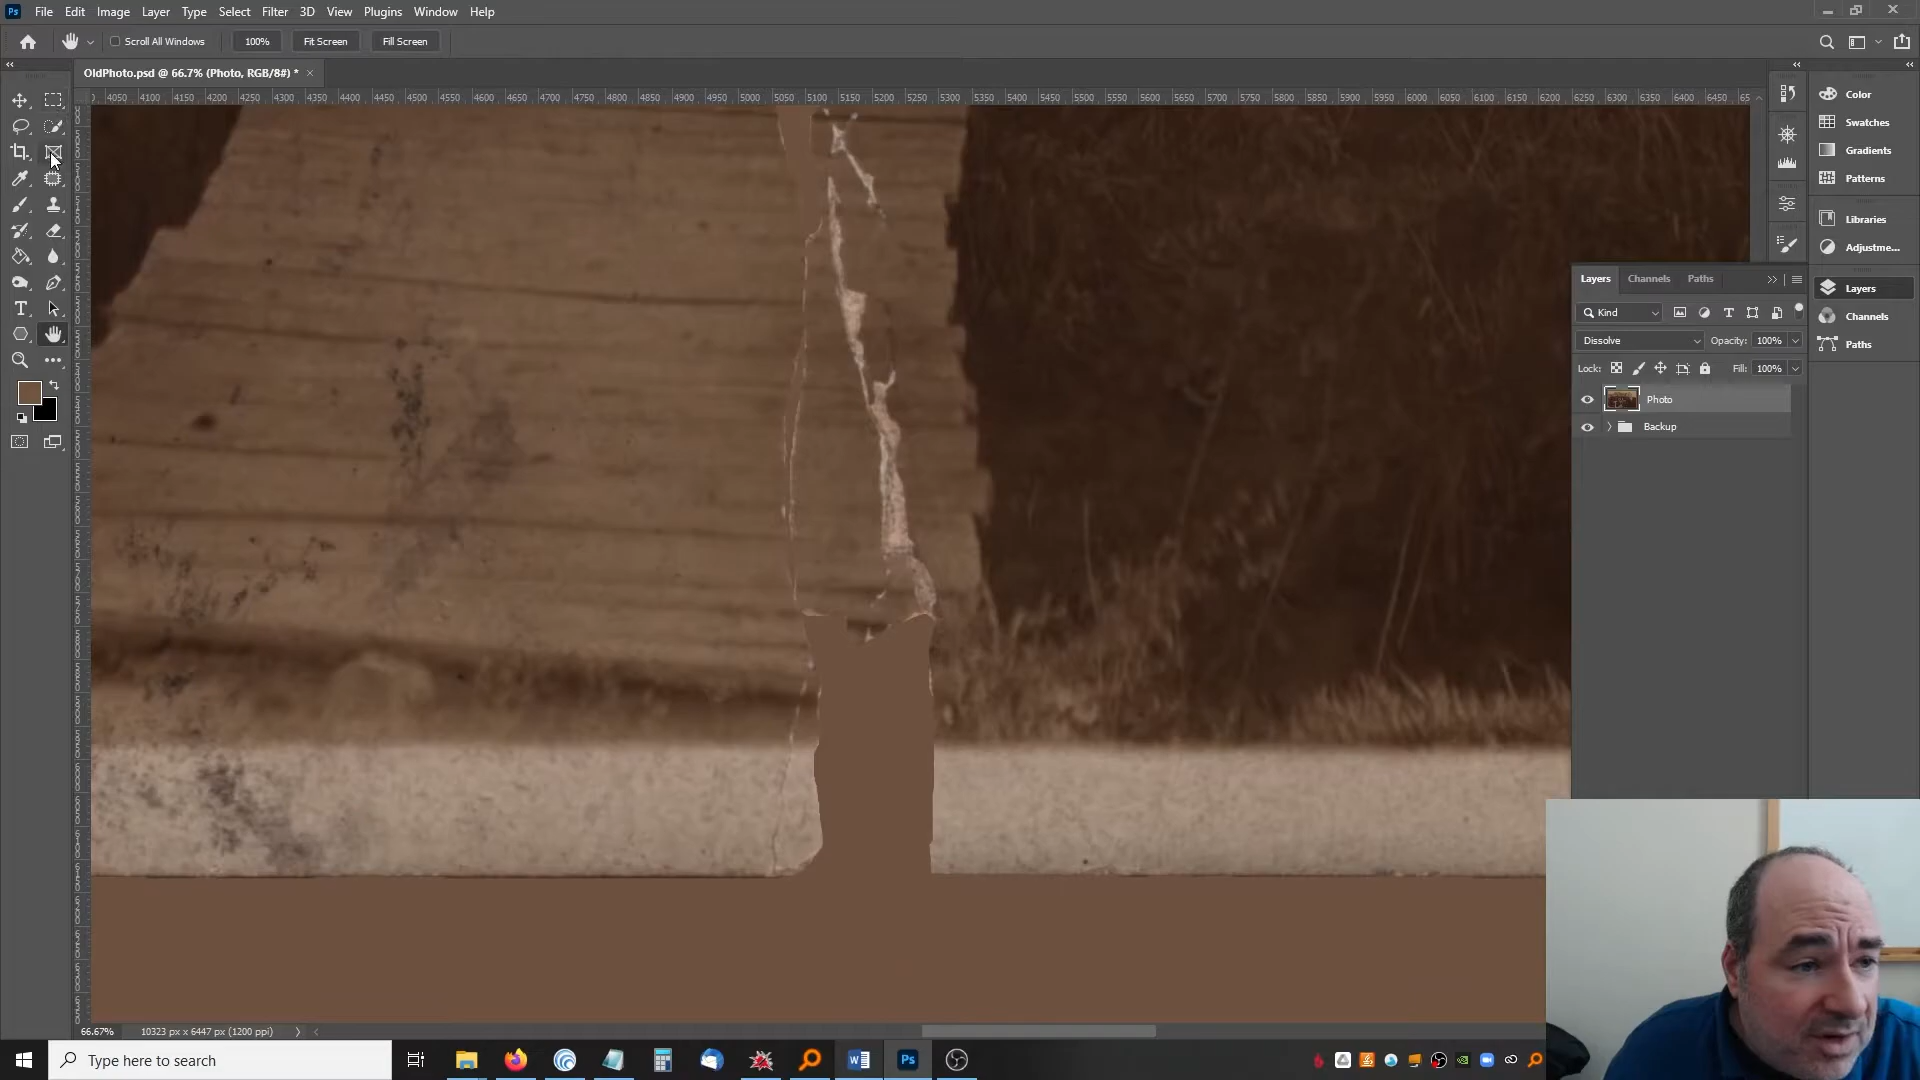 Ps File Edit Image Layer Type Select Filter 3D View Plugins Window Help
Scroll All Windows 100% Fit Screen Fill Screen
OldPhoto.psd @ 66.7% (Photo, RGB/8#) * ×
4050 4100 4150 4200 4250 4300 4350 4400 4450 4500 4550 4600 4650 4700 4750 4800 4850 4900 4950 5000 5050 5100 5150 5200 5250 5300 5350 5400 5450 5500 5550 5600 5650 5700 5750 5800 5850 5900 5950 6000 6050 6100 6150 6200 6250 6300 6350 6400 6450
Color
Swatches
Gradients
Patterns
Libraries
Adjustme...
Layers
Channels
Paths
Layers Channels Paths
Kind
Dissolve Opacity: 100%
Lock: Fill: 100%
Photo
Backup
T
66.67% 10323 px x 6447 px (1200 ppi)
Type here to search
Ps